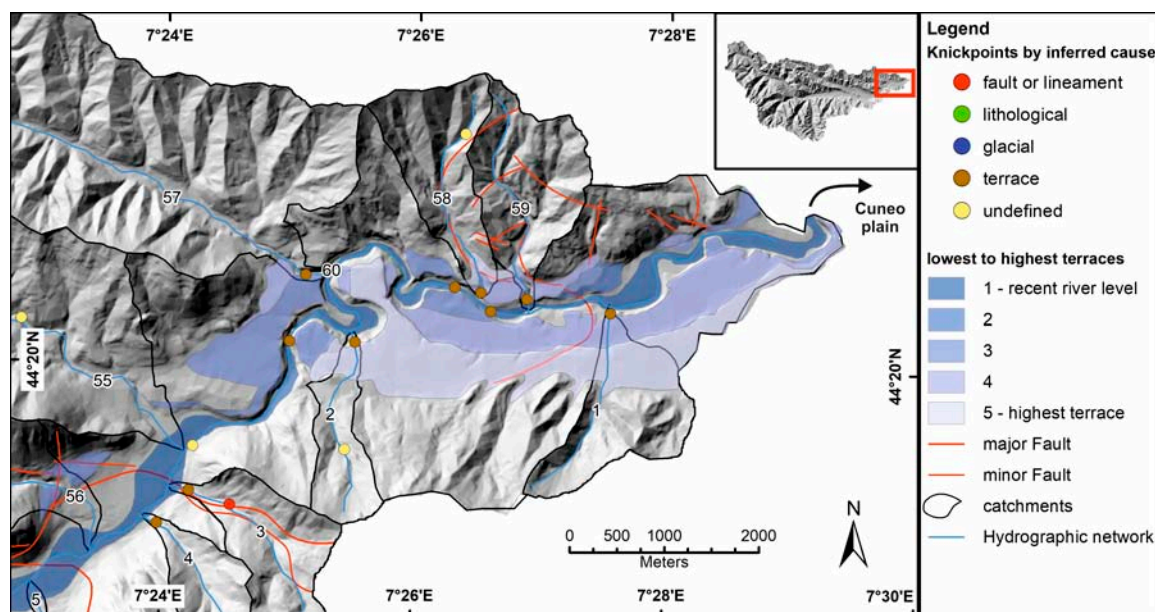 7°24'E
7°26'E
7°28'E
57
58
59
Cuneo
plain
60
44°20'N
44°20'N
55
2
1
56
3
4
5
0 500 1000 2000
Meters
N
7°24'E
7°26'E
7°28'E
7°30'E
Legend
Knickpoints by inferred cause
fault or lineament
lithological
glacial
terrace
undefined
lowest to highest terraces
1 - recent river level
2
3
4
5 - highest terrace
major Fault
minor Fault
catchments
Hydrographic network